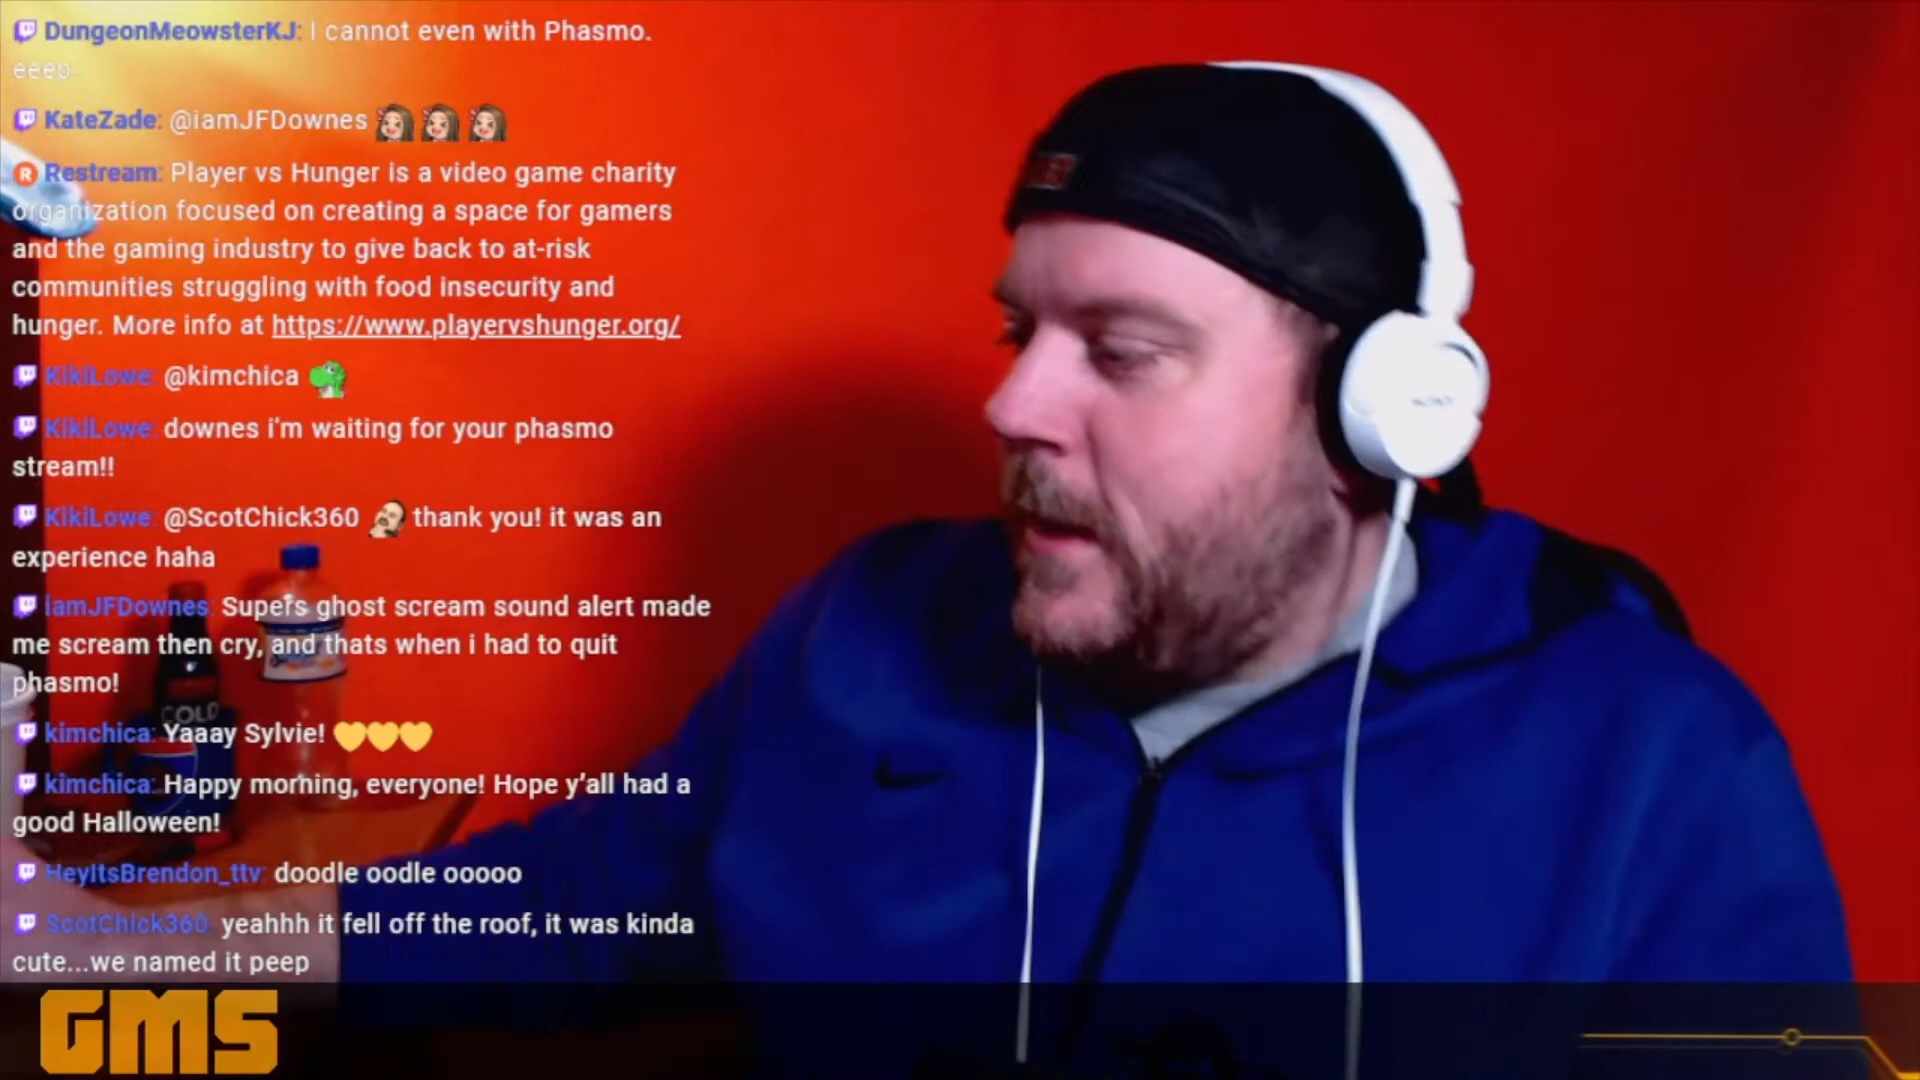 DungeonMeowsterKJ: I cannot even with Phasmo.
eeep.
KateZade: @iamJFDownes
Restream: Player vs Hunger is a video game charity
organization focused on creating a space for gamers
and the gaming industry to give back to at-risk
communities struggling with food insecurity and
hunger. More info at https://www.playervshunger.org/
KikiLowe: @kimchica
KikiLowe: downes i'm waiting for your phasmo
stream!!
KikiLowe: @ScotChick360 thank you! it was an
experience haha
iamJFDownes: Supers ghost scream sound alert made
me scream then cry, and thats when i had to quit
phasmo!
COLD
kimchica: Yaaay Sylvie!
kimchica: Happy morning, everyone! Hope y'all had a
good Halloween!
HeyItsBrendon_ttv: doodle oodle ooooo
ScotChick360: yeahhh it fell off the roof, it was kinda
cute...we named it peep
GMS
SONY